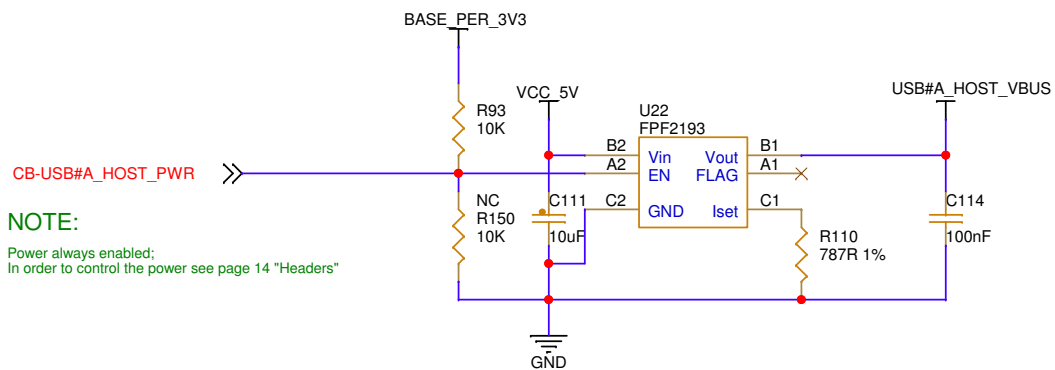 BASE_PER_3V3
R93
10K
VCC_5V
U22
FPF2193
USB#A_HOST_VBUS
B2
Vin
Vout
B1
A2
EN
FLAG
A1
CB-USB#A_HOST_PWR
NC
R150
10K
C111
10uF
C2
GND
Iset
C1
C114
100nF
R110
787R 1%
NOTE:
Power always enabled;
In order to control the power see page 14 "Headers"
GND